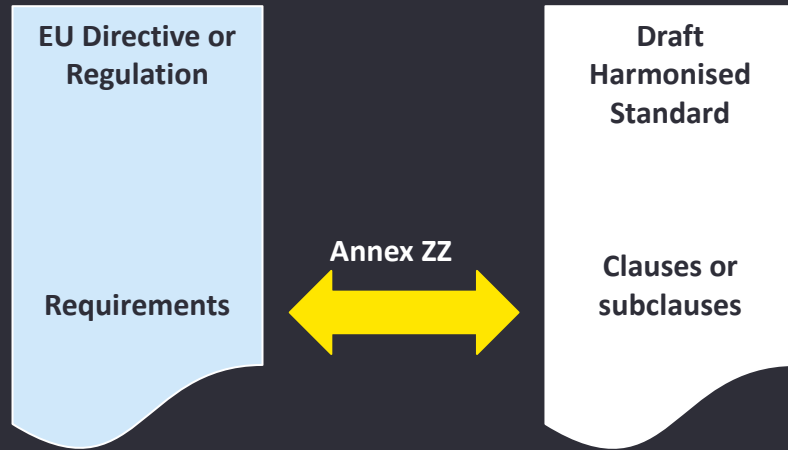 EU Directive or
Regulation
Draft
Harmonised
Standard
Annex ZZ
Requirements
Clauses or
subclauses